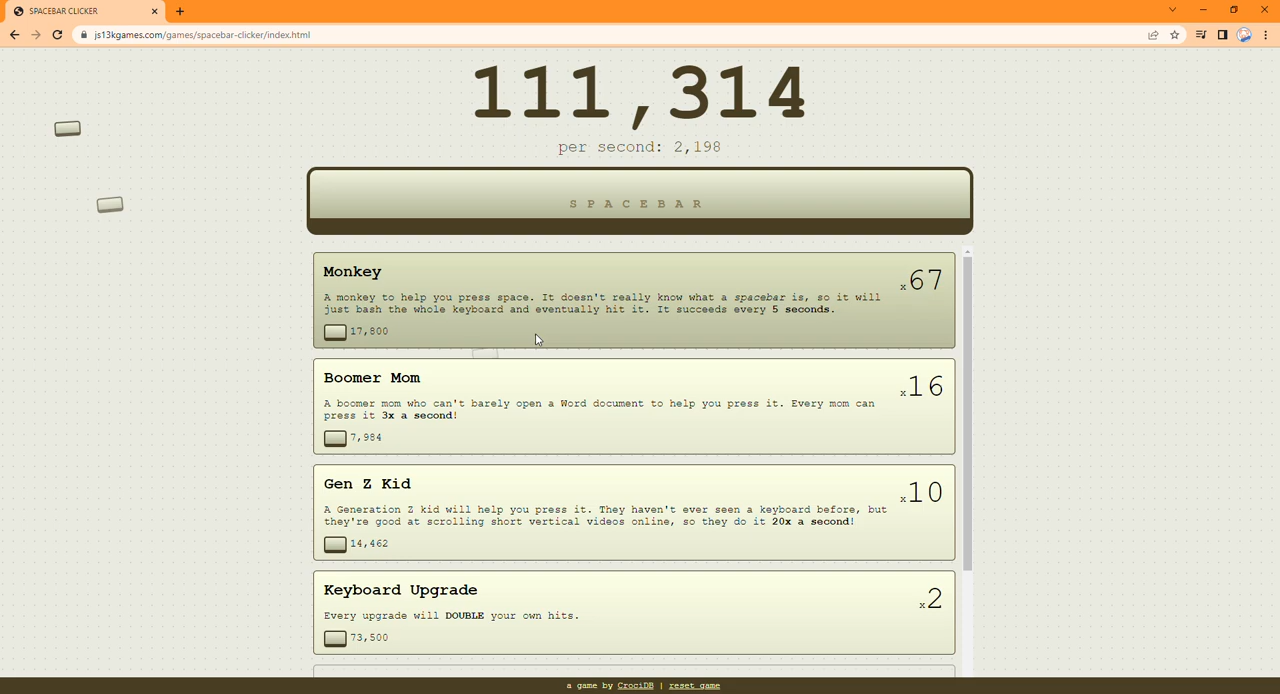 SPACEBAR CLICKER
js13kgames.com/games/spacebar-clicker/index.html
111,314
per second: 2,198
SPACEBAR
Monkey
x67
A monkey to help you press space. It doesn't really know what a spacebar is, so it will
just bash the whole keyboard and eventually hit it. It succeeds every 5 seconds.
17,800
Boomer Mom
x16
A boomer mom who can't barely open a Word document to help you press it. Every mom can
press it 3x a second!
7,984
Gen Z Kid
x10
A Generation Z kid will help you press it. They haven't ever seen a keyboard before, but
they're good at scrolling short vertical videos online, so they do it 20x a second!
14,462
Keyboard Upgrade
x2
Every upgrade will DOUBLE your own hits.
73,500
a game by CrociDB | reset game